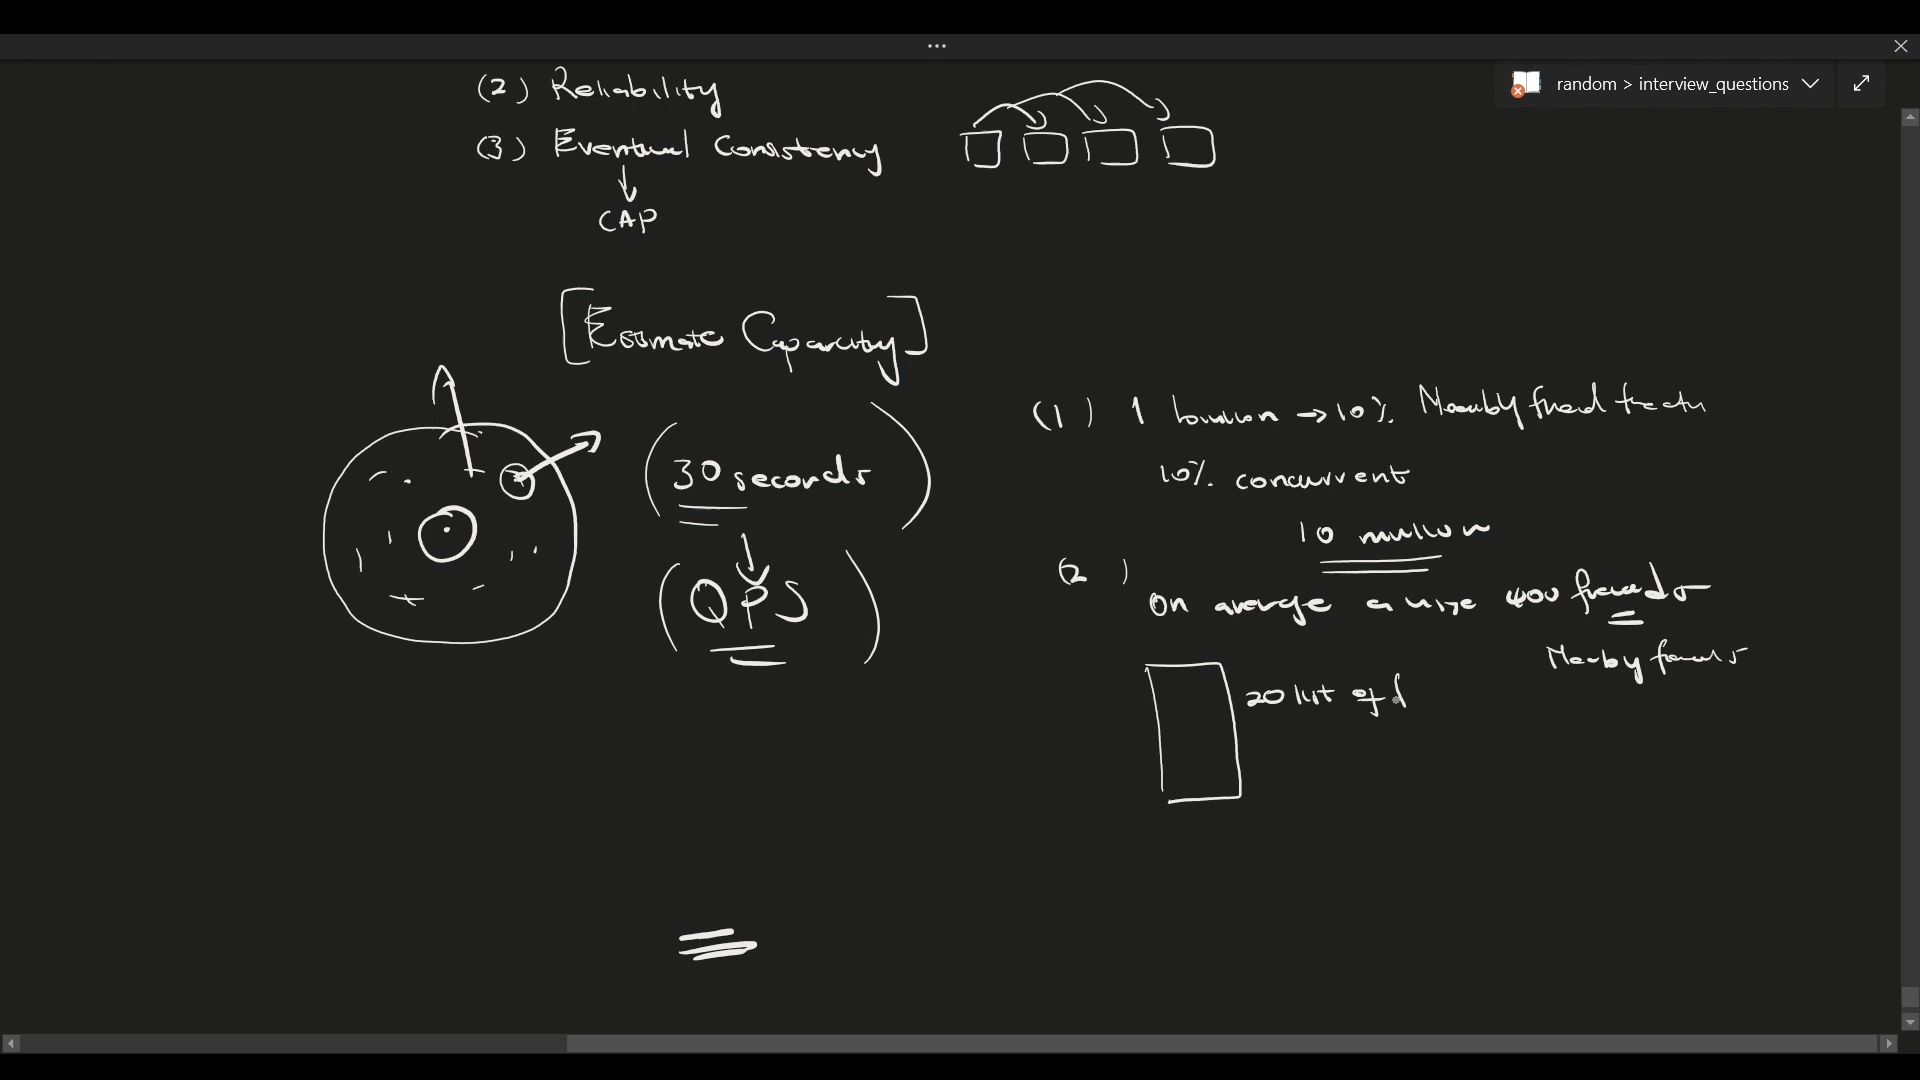 (2) Reliability
random > interview_questions
(3) Eventual Consistency
CAP
[Estimate Capacity]
(1) 1 billion → 10% Nearby friend
10% concurrent
(30 seconds)
10 million
(QPS)
(2)
On average a user 400 friends
Nearby friends
20 list of